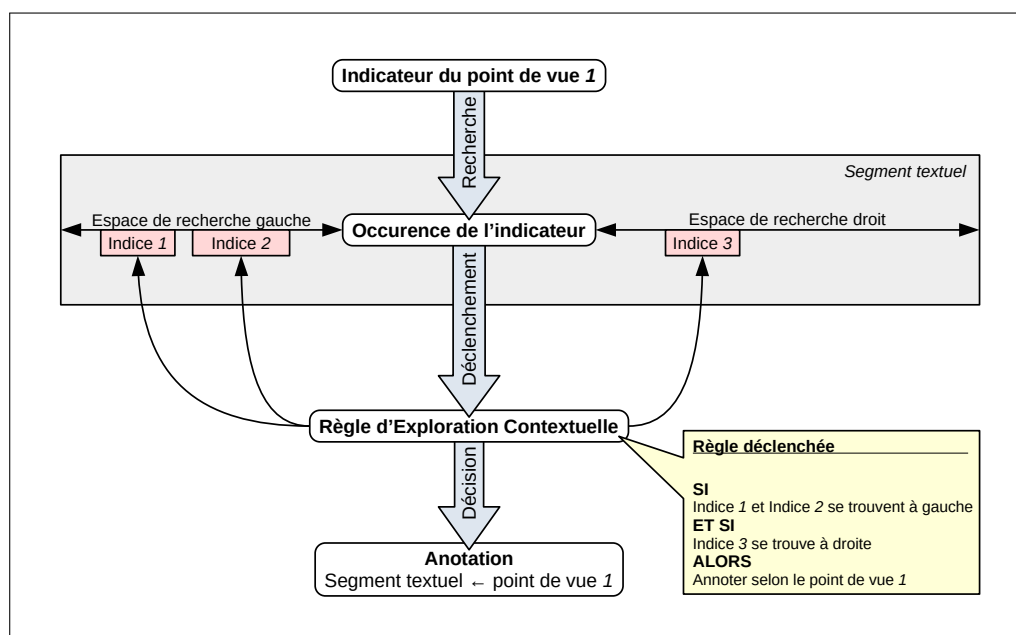 Indicateur du point de vue 1
Recherche
Segment textuel
Espace de recherche gauche
Occurence de l’indicateur
Espace de recherche droit
Indice 1
Indice 2
Indice 3
Déclenchement
Règle d’Exploration Contextuelle
Règle déclenchée
SI
Indice 1 et Indice 2 se trouvent à gauche
ET SI
Indice 3 se trouve à droite
ALORS
Annoter selon le point de vue 1
Décision
Anotation
Segment textuel ← point de vue 1